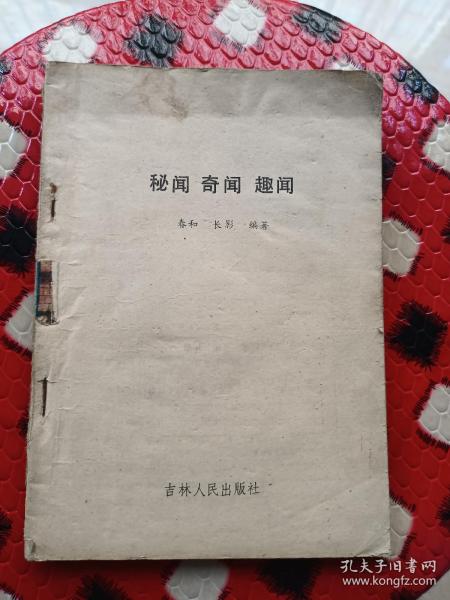 秘闻 奇闻 趣闻
春和 长影 编著
吉林人民出版社
孔夫子旧书网
www.kongfz.com